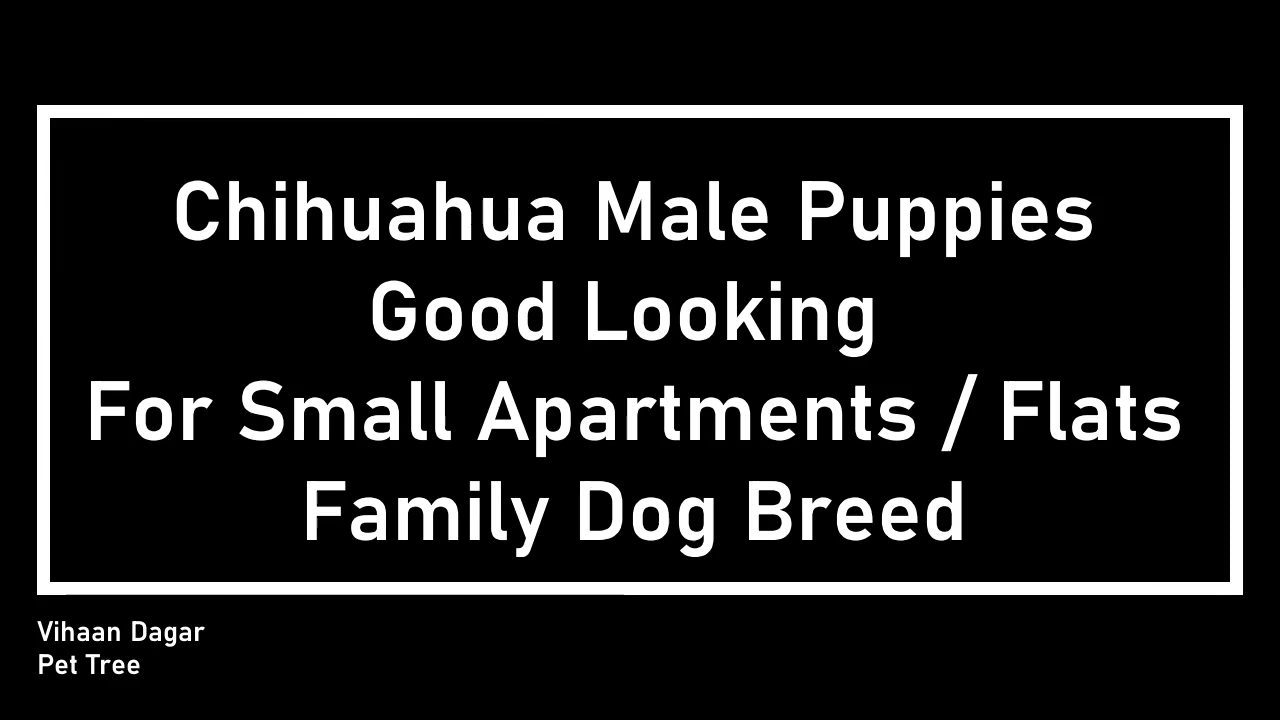 Chihuahua Male Puppies
Good Looking
For Small Apartments / Flats
Family Dog Breed
Vihaan Dagar
Pet Tree